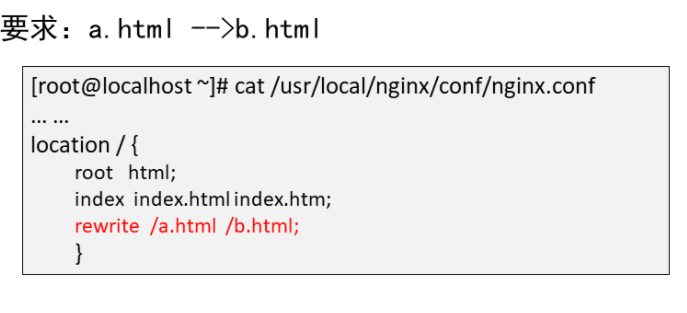 要求：a.html -->b.html
[root@localhost ~]# cat /usr/local/nginx/conf/nginx.conf
... ...
location / {
root html;
index index.html index.htm;
rewrite /a.html /b.html;
}